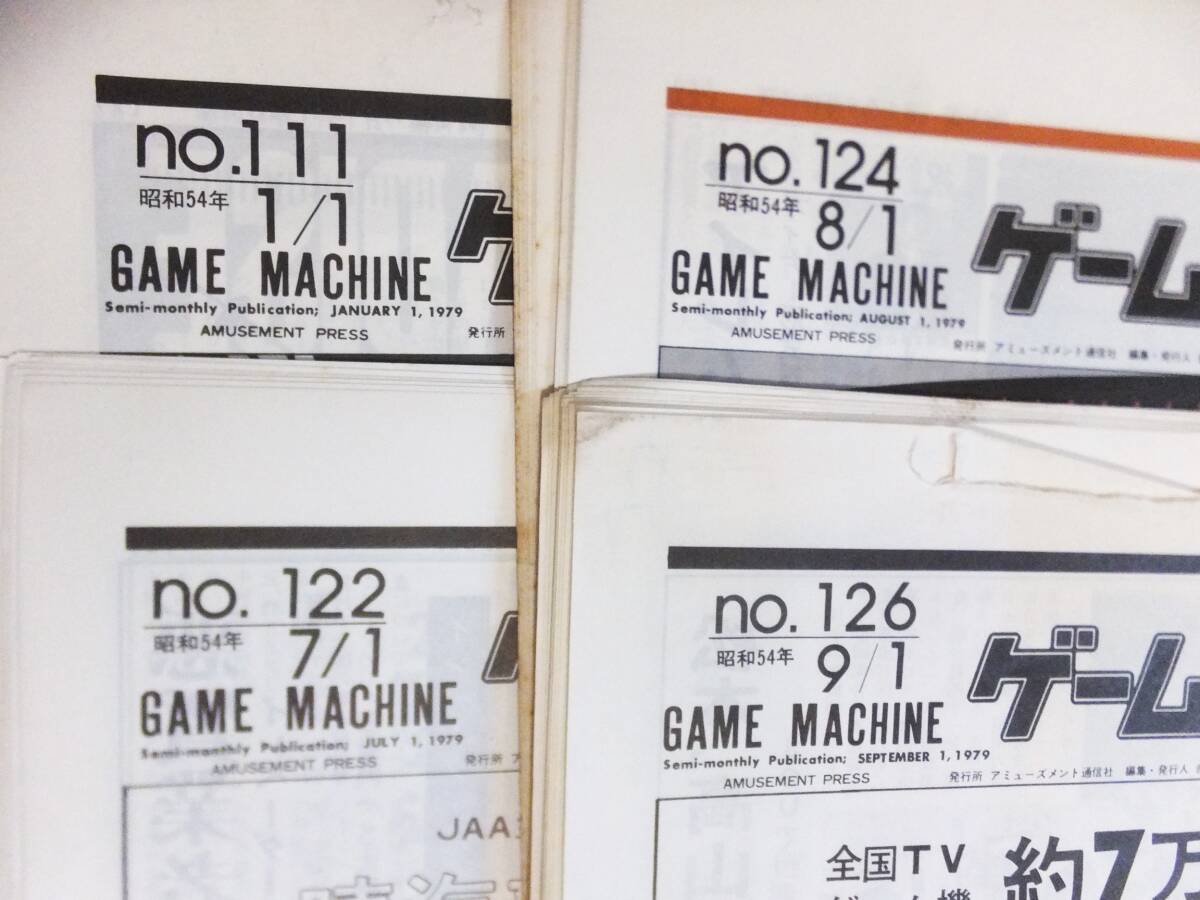 no.111
昭和54年
1/1
GAME MACHINE
Semi-monthly Publication; JANUARY 1, 1979
AMUSEMENT PRESS
発行所
no. 124
昭和54年
8/1
ゲーム
GAME MACHINE
Semi-monthly Publication; AUGUST 1, 1979
AMUSEMENT PRESS
発行所 アミューズメント通信社 編集・発行人
no. 122
昭和54年
7/1
GAME MACHINE
Semi-monthly Publication; JULY 1, 1979
AMUSEMENT PRESS
発行所
JAA
no. 126
昭和54年
9/1
ゲーム
GAME MACHINE
Semi-monthly Publication; SEPTEMBER 1, 1979
AMUSEMENT PRESS
発行所 アミューズメント通信社 編集・発行人
全国TV
ゲーム機
約7万